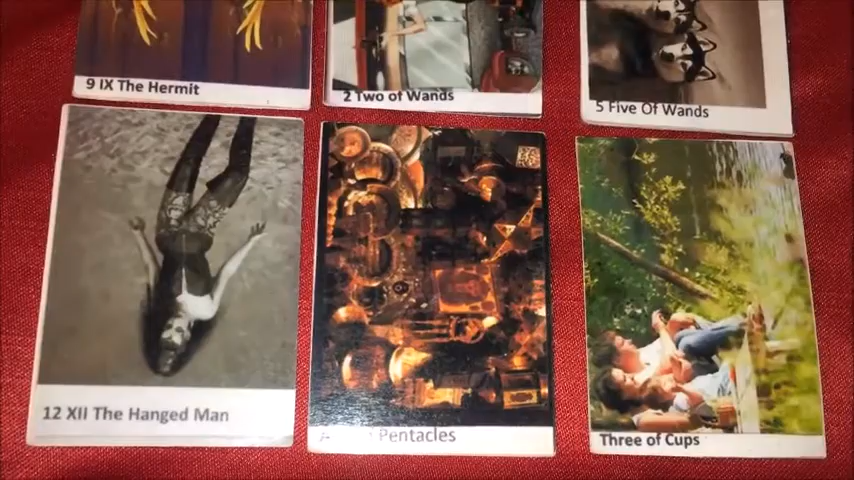 9 IX The Hermit
2 Two of Wands
5 Five Of Wands
12 XII The Hanged Man
Pentacles
Three of Cups